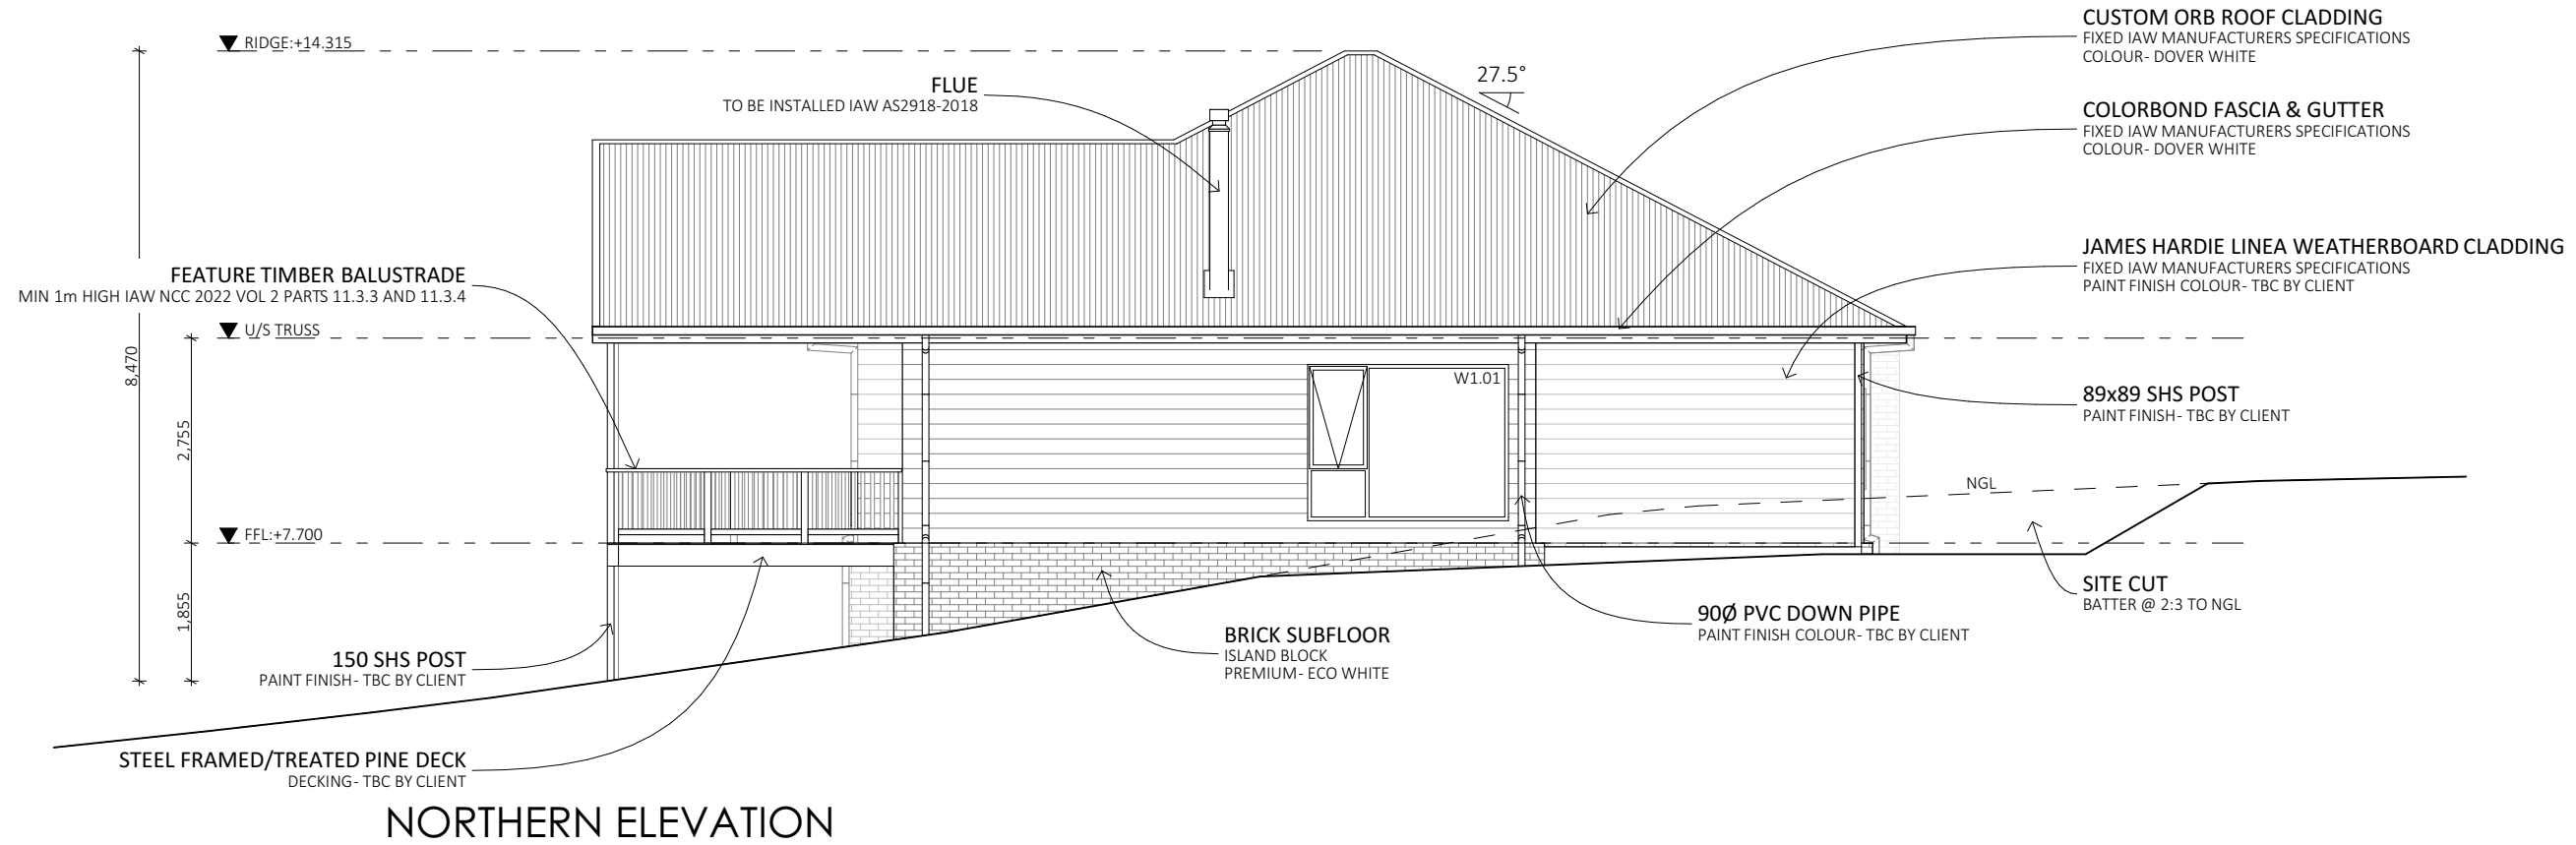 RIDGE:+14.315
FLUE
TO BE INSTALLED IAW AS2918-2018
27.5°
CUSTOM ORB ROOF CLADDING
FIXED IAW MANUFACTURERS SPECIFICATIONS
COLOUR- DOVER WHITE
COLORBOND FASCIA & GUTTER
FIXED IAW MANUFACTURERS SPECIFICATIONS
COLOUR- DOVER WHITE
JAMES HARDIE LINEA WEATHERBOARD CLADDING
FIXED IAW MANUFACTURERS SPECIFICATIONS
PAINT FINISH COLOUR- TBC BY CLIENT
FEATURE TIMBER BALUSTRADE
MIN 1m HIGH IAW NCC 2022 VOL 2 PARTS 11.3.3 AND 11.3.4
U/S TRUSS
8,470
2,755
W1.01
89x89 SHS POST
PAINT FINISH- TBC BY CLIENT
NGL
FFL:+7.700
1,855
SITE CUT
BATTER @ 2:3 TO NGL
90Ø PVC DOWN PIPE
PAINT FINISH COLOUR- TBC BY CLIENT
BRICK SUBFLOOR
ISLAND BLOCK
PREMIUM- ECO WHITE
150 SHS POST
PAINT FINISH- TBC BY CLIENT
STEEL FRAMED/TREATED PINE DECK
DECKING- TBC BY CLIENT
NORTHERN ELEVATION